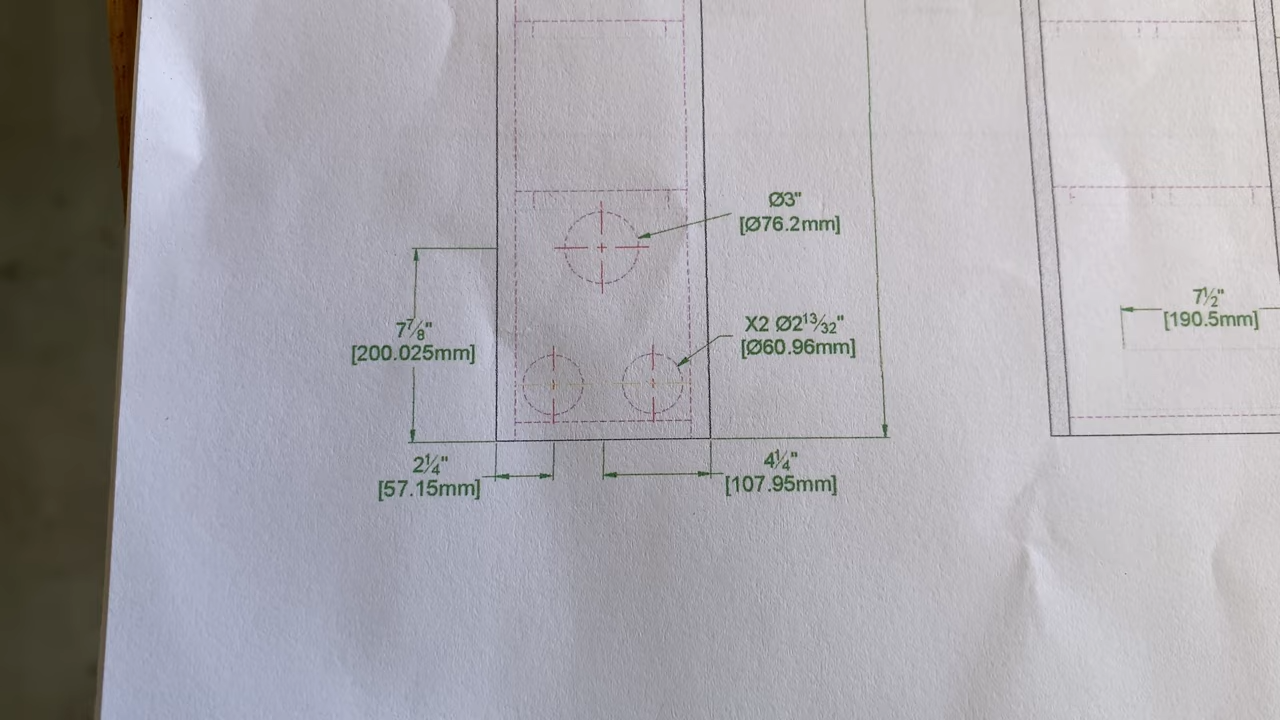 Ø3"
[Ø76.2mm]
7½"
[190.5mm]
7⅞"
[200.025mm]
X2 Ø2¹³⁄₃₂"
[Ø60.96mm]
2¼"
[57.15mm]
4¼"
[107.95mm]